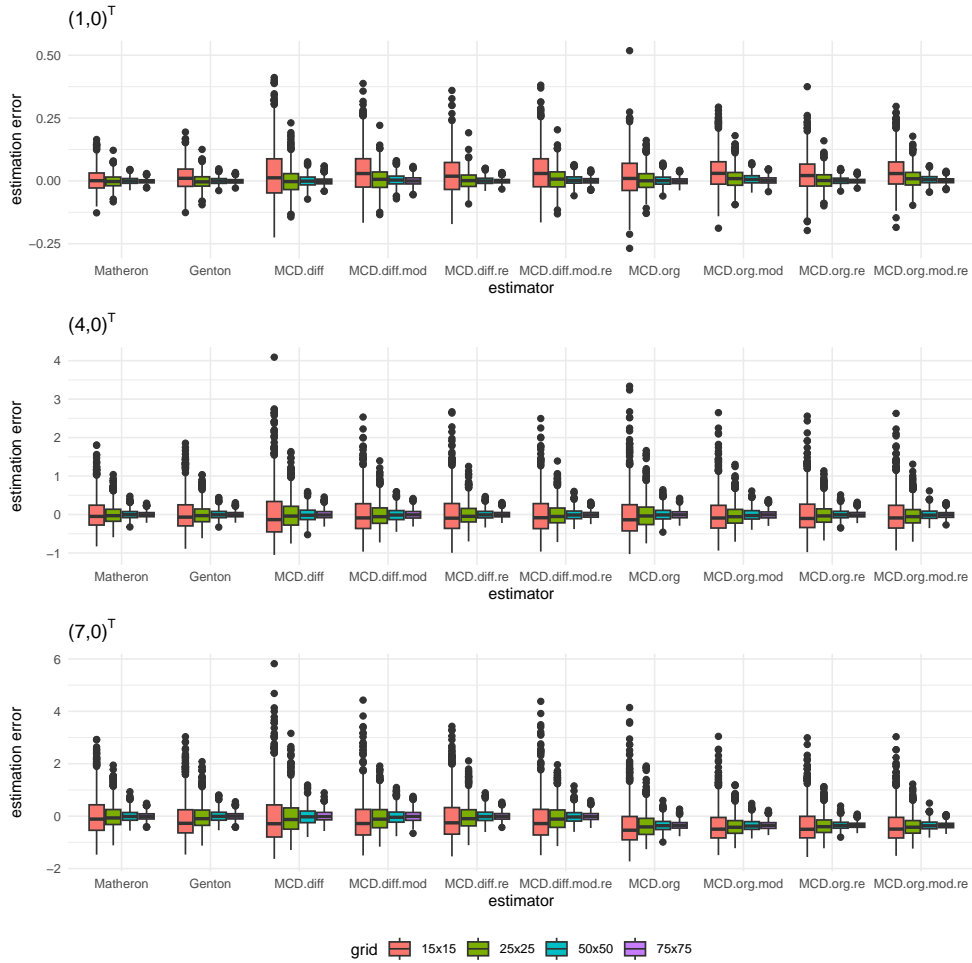 (1,0)^T
estimation error
0.50
0.25
0.00
−0.25
Matheron Genton MCD.diff MCD.diff.mod MCD.diff.re MCD.diff.mod.re MCD.org MCD.org.mod MCD.org.re MCD.org.mod.re
estimator
(4,0)^T
estimation error
4
3
2
1
0
−1
Matheron Genton MCD.diff MCD.diff.mod MCD.diff.re MCD.diff.mod.re MCD.org MCD.org.mod MCD.org.re MCD.org.mod.re
estimator
(7,0)^T
estimation error
6
4
2
0
−2
Matheron Genton MCD.diff MCD.diff.mod MCD.diff.re MCD.diff.mod.re MCD.org MCD.org.mod MCD.org.re MCD.org.mod.re
estimator
grid 15x15 25x25 50x50 75x75